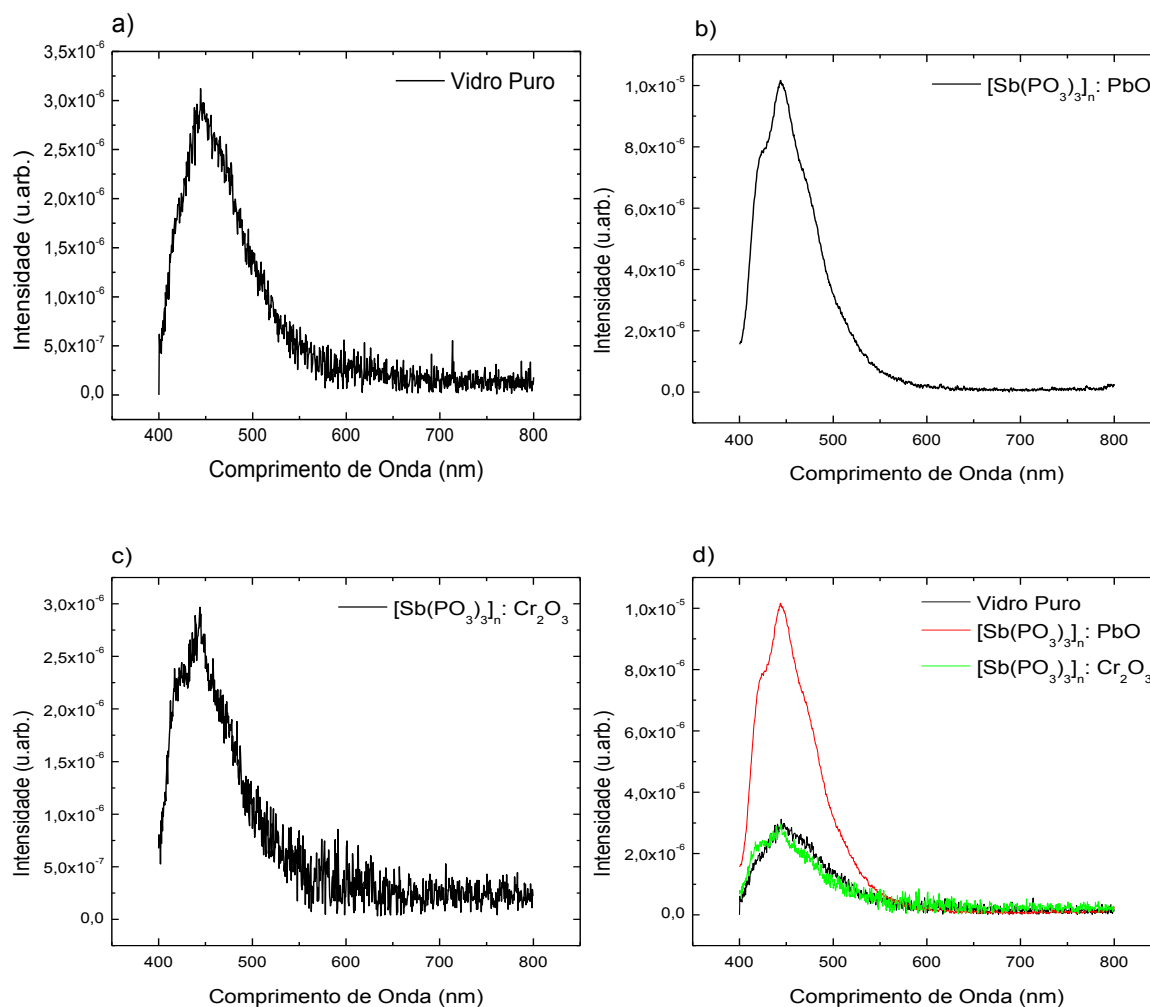 a)
Vidro Puro
3,5x10⁻⁶
3,0x10⁻⁶
2,5x10⁻⁶
2,0x10⁻⁶
1,5x10⁻⁶
1,0x10⁻⁶
5,0x10⁻⁷
0,0
Intensidade (u.arb.)
400 500 600 700 800
Comprimento de Onda (nm)
b)
[Sb(PO₃)₃]ₙ: PbO
1,0x10⁻⁵
8,0x10⁻⁶
6,0x10⁻⁶
4,0x10⁻⁶
2,0x10⁻⁶
0,0
Intensidade (u.arb.)
400 500 600 700 800
Comprimento de Onda (nm)
c)
[Sb(PO₃)₃]ₙ: Cr₂O₃
3,0x10⁻⁶
2,5x10⁻⁶
2,0x10⁻⁶
1,5x10⁻⁶
1,0x10⁻⁶
5,0x10⁻⁷
0,0
Intensidade (u.arb.)
400 500 600 700 800
Comprimento de Onda (nm)
d)
Vidro Puro
[Sb(PO₃)₃]ₙ: PbO
[Sb(PO₃)₃]ₙ: Cr₂O₃
1,0x10⁻⁵
8,0x10⁻⁶
6,0x10⁻⁶
4,0x10⁻⁶
2,0x10⁻⁶
0,0
Intensidade (u.arb.)
400 500 600 700 800
Comprimento de Onda (nm)